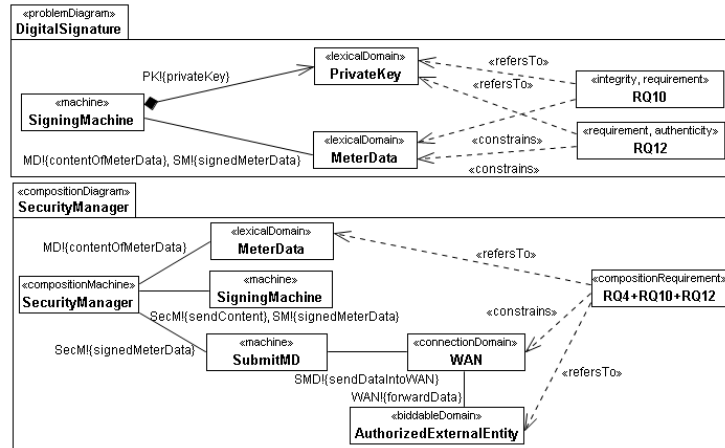 «problemDiagram»
DigitalSignature
«lexicalDomain»
PrivateKey
PK!{privateKey}
«refersTo»
«integrity, requirement»
RQ10
«refersTo»
«machine»
SigningMachine
«requirement, authenticity»
RQ12
«lexicalDomain»
MeterData
«constrains»
MD!{contentOfMeterData}, SM!{signedMeterData}
«constrains»
«compositionDiagram»
SecurityManager
«lexicalDomain»
MeterData
MD!{contentOfMeterData}
«refersTo»
«compositionMachine»
SecurityManager
«machine»
SigningMachine
«compositionRequirement»
RQ4+RQ10+RQ12
SecM!{sendContent}, SM!{signedMeterData}
«constrains»
SecM!{signedMeterData}
«machine»
SubmitMD
«connectionDomain»
WAN
«refersTo»
SMD!{sendDataIntoWAN}
WAN!{forwardData}
«biddableDomain»
AuthorizedExternalEntity